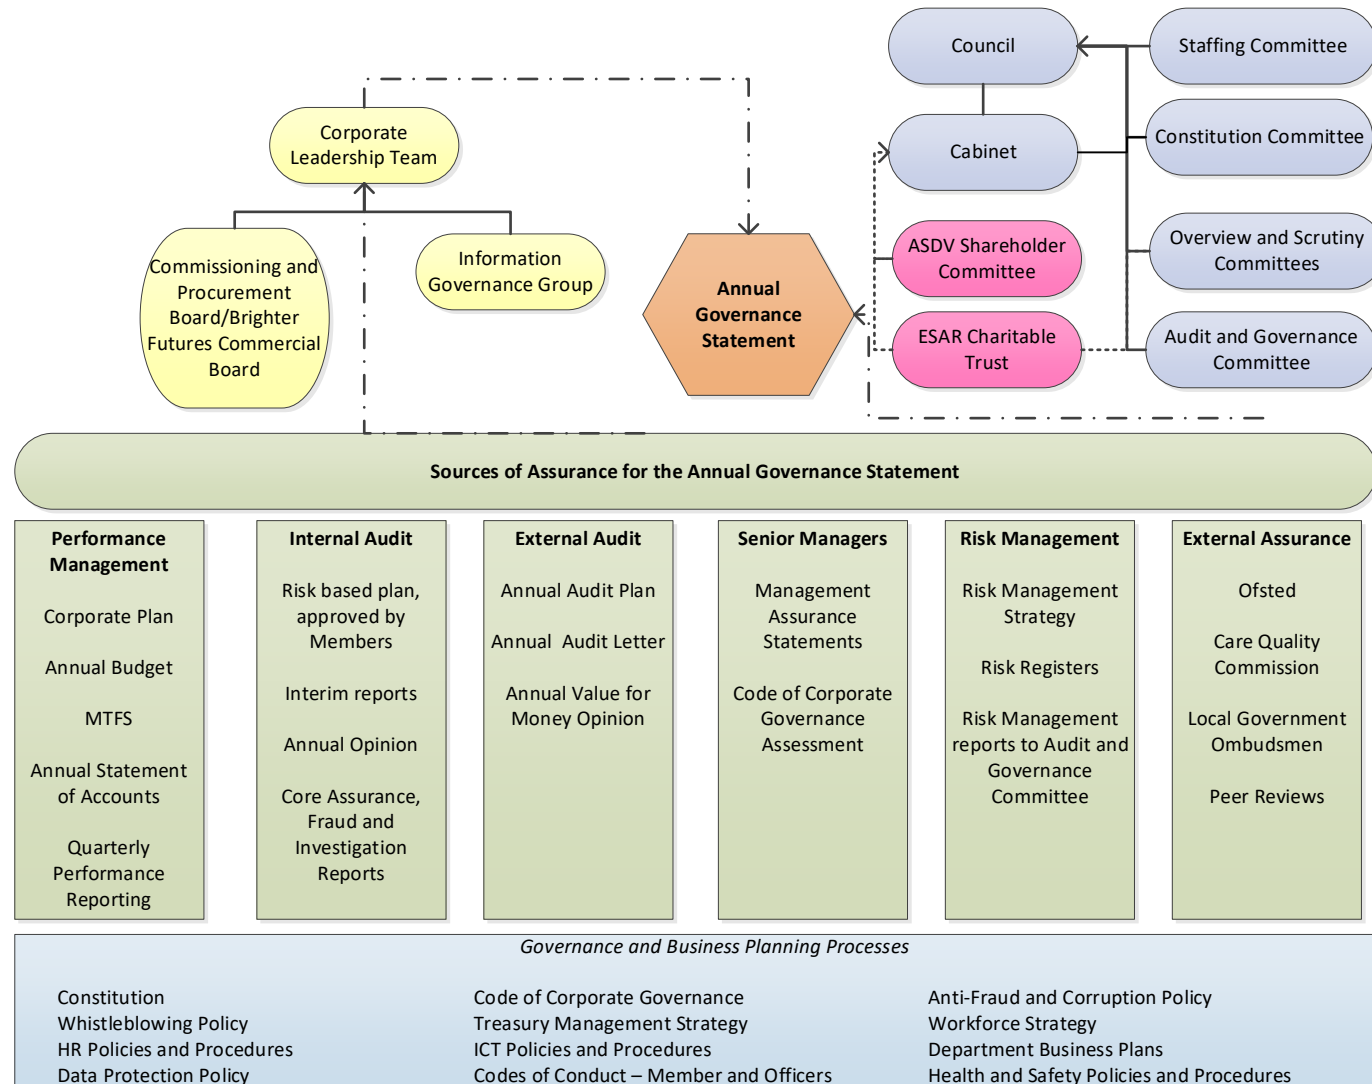 Council
Staffing Committee
Corporate
Leadership Team
Cabinet
Constitution Committee
Commissioning and
Procurement
Board/Brighter
Futures Commercial
Board
Information
Governance Group
Annual
Governance
Statement
ASDV Shareholder
Committee
Overview and Scrutiny
Committees
ESAR Charitable
Trust
Audit and Governance
Committee
Sources of Assurance for the Annual Governance Statement
Performance
Management
Corporate Plan
Annual Budget
MTFS
Annual Statement
of Accounts
Quarterly
Performance
Reporting
Internal Audit
Risk based plan,
approved by
Members
Interim reports
Annual Opinion
Core Assurance,
Fraud and
Investigation
Reports
External Audit
Annual Audit Plan
Annual  Audit Letter
Annual Value for
Money Opinion
Senior Managers
Management
Assurance
Statements
Code of Corporate
Governance
Assessment
Risk Management
Risk Management
Strategy
Risk Registers
Risk Management
reports to Audit and
Governance
Committee
External Assurance
Ofsted
Care Quality
Commission
Local Government
Ombudsmen
Peer Reviews
Governance and Business Planning Processes
Constitution
Whistleblowing Policy
HR Policies and Procedures
Data Protection Policy
Code of Corporate Governance
Treasury Management Strategy
ICT Policies and Procedures
Codes of Conduct – Member and Officers
Anti-Fraud and Corruption Policy
Workforce Strategy
Department Business Plans
Health and Safety Policies and Procedures